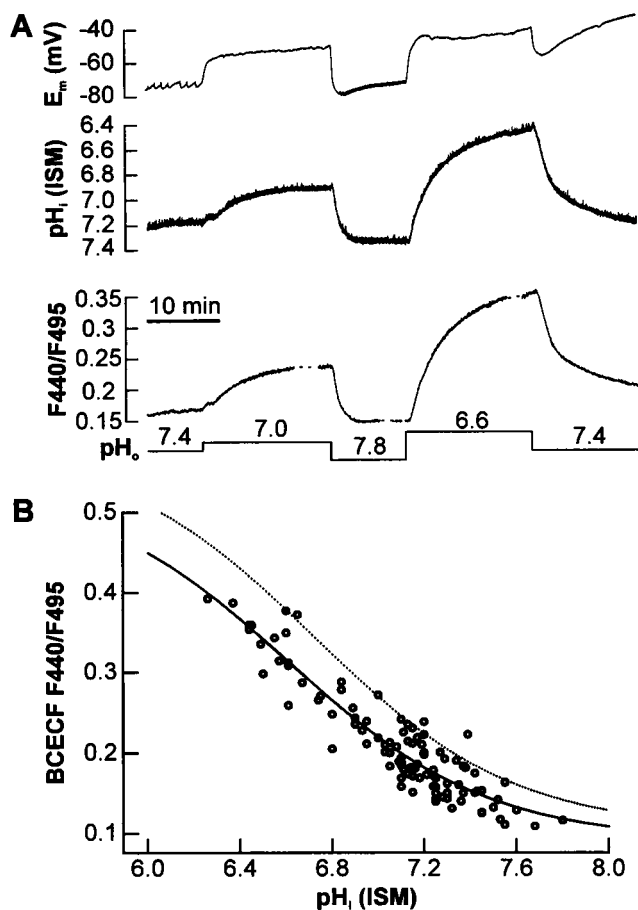 A
Eₘ (mV)
-40
-60
-80
pHᵢ (ISM)
6.4
6.6
6.8
7.0
7.2
7.4
F440/F495
0.35
0.3
0.25
0.2
0.15
10 min
pHₒ
7.4
7.0
7.8
6.6
7.4
B
BCECF F440/F495
0.5
0.4
0.3
0.2
0.1
6.0 6.4 6.8 7.2 7.6 8.0
pHᵢ (ISM)